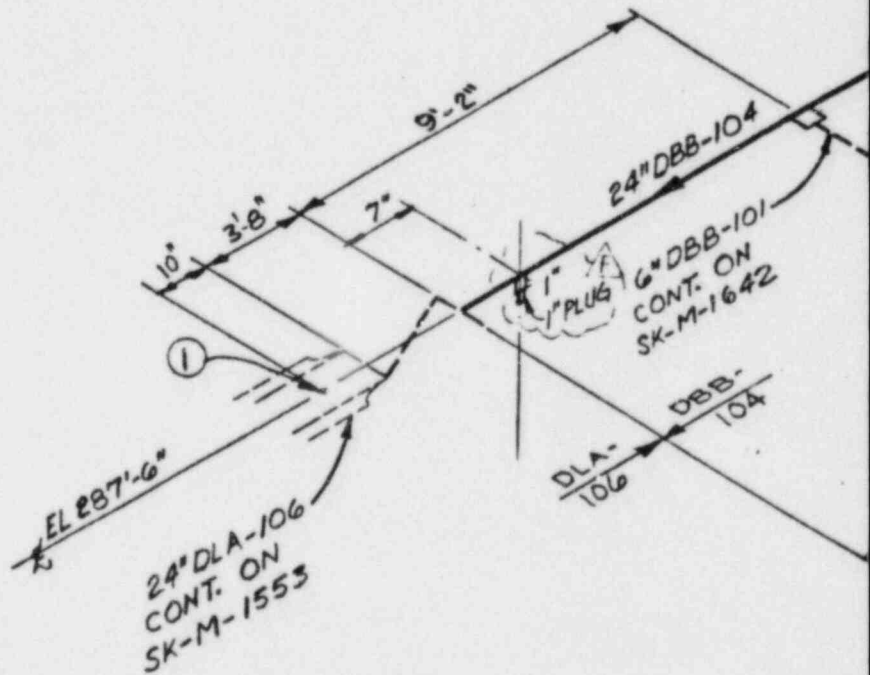 9'-2"
24" DBB-104
7"
3'-8"
10"
1"
1" PLUG
6" DBB-101
CONT. ON
SK-M-1642
1
DBB-
104
DLA-
106
EL 287'-6"
24" DLA-106
CONT. ON
SK-M-1553